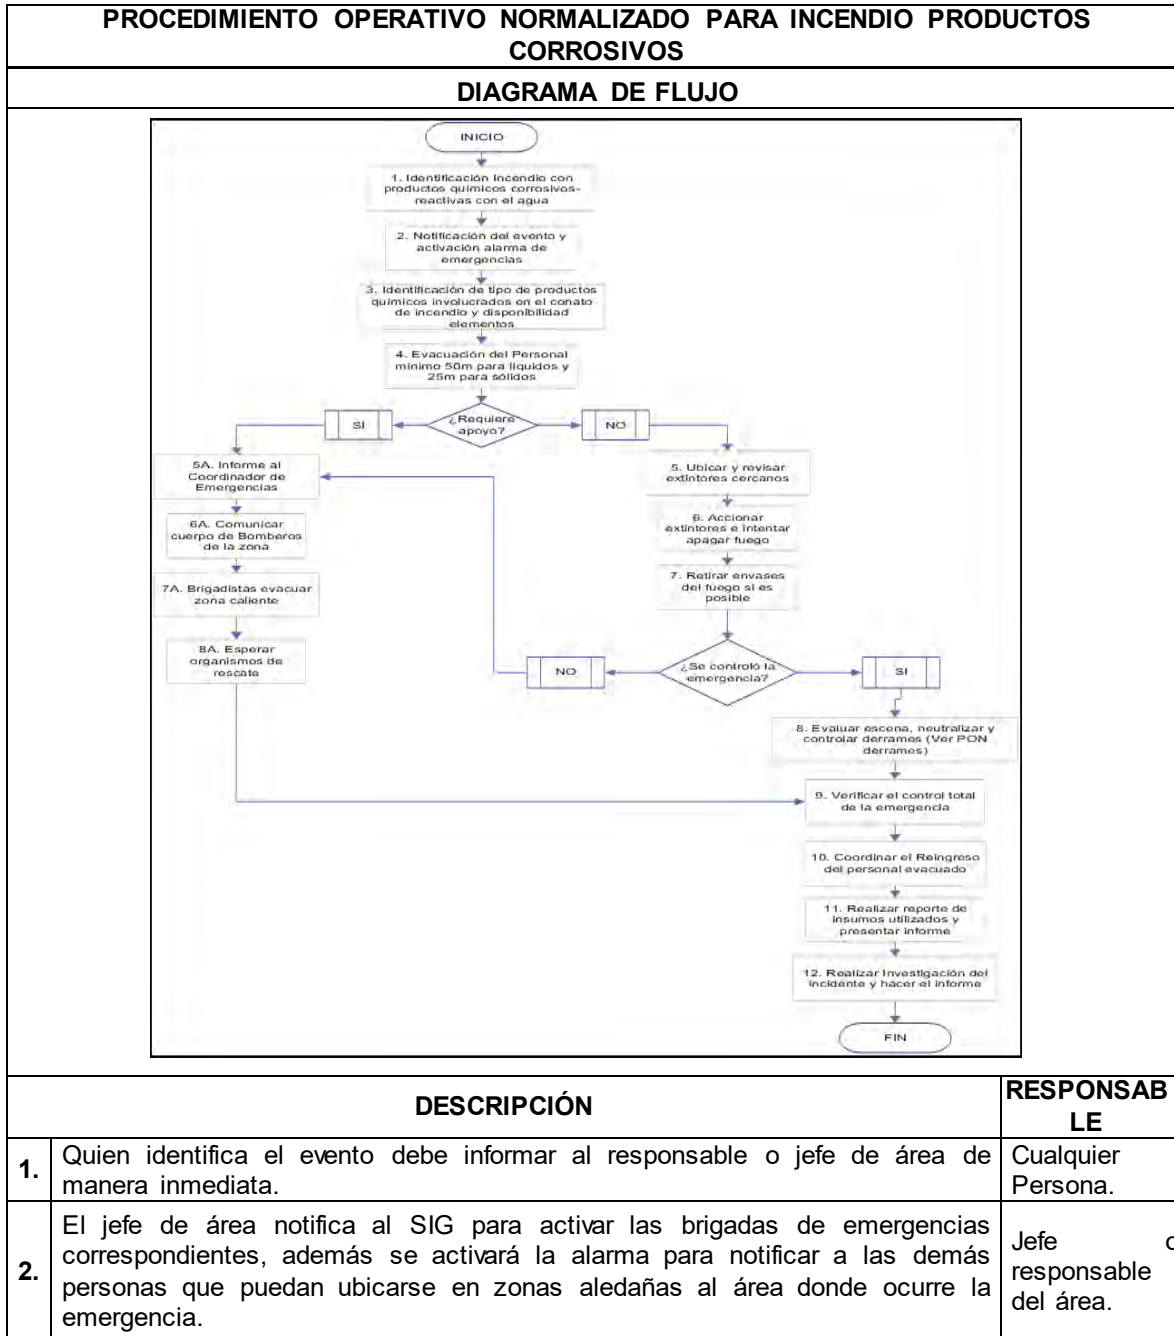 PROCEDIMIENTO OPERATIVO NORMALIZADO PARA INCENDIO PRODUCTOS
CORROSIVOS
DIAGRAMA DE FLUJO
INICIO
1. Identificación Incendio con
productos químicos corrosivos-
reactivas con el agua
2. Notificación del evento y
activación alarma de
emergencias
3. Identificación de tipo de productos
químicos involucrados en el conato
de incendio y disponibilidad
elementos
4. Evacuación del Personal
mínimo 50m para líquidos y
25m para sólidos
¿Requiere
apoyo?
SI
NO
5A. Informe al
Coordinador de
Emergencias
6A. Comunicar
cuerpo de Bomberos
de la zona
7A. Brigadistas evacuar
zona caliente
8A. Esperar
organismos de
rescate
5. Ubicar y revisar
extintores cercanos
6. Accionar
extintores e intentar
apagar fuego
7. Retirar envases
del fuego si es
posible
¿Se controló la
emergencia?
NO
SI
8. Evaluar escena, neutralizar y
controlar derrames (Ver PON
derrames)
9. Verificar el control total
de la emergencia
10. Coordinar el Reingreso
del personal evacuado
11. Realizar reporte de
insumos utilizados y
presentar informe
12. Realizar Investigación del
incidente y hacer el informe
FIN
DESCRIPCIÓN
RESPONSAB
LE
1.
Quien identifica el evento debe informar al responsable o jefe de área de
manera inmediata.
Cualquier
Persona.
2.
El jefe de área notifica al SIG para activar las brigadas de emergencias
correspondientes, además se activará la alarma para notificar a las demás
personas que puedan ubicarse en zonas aledañas al área donde ocurre la
emergencia.
Jefe o
responsable
del área.